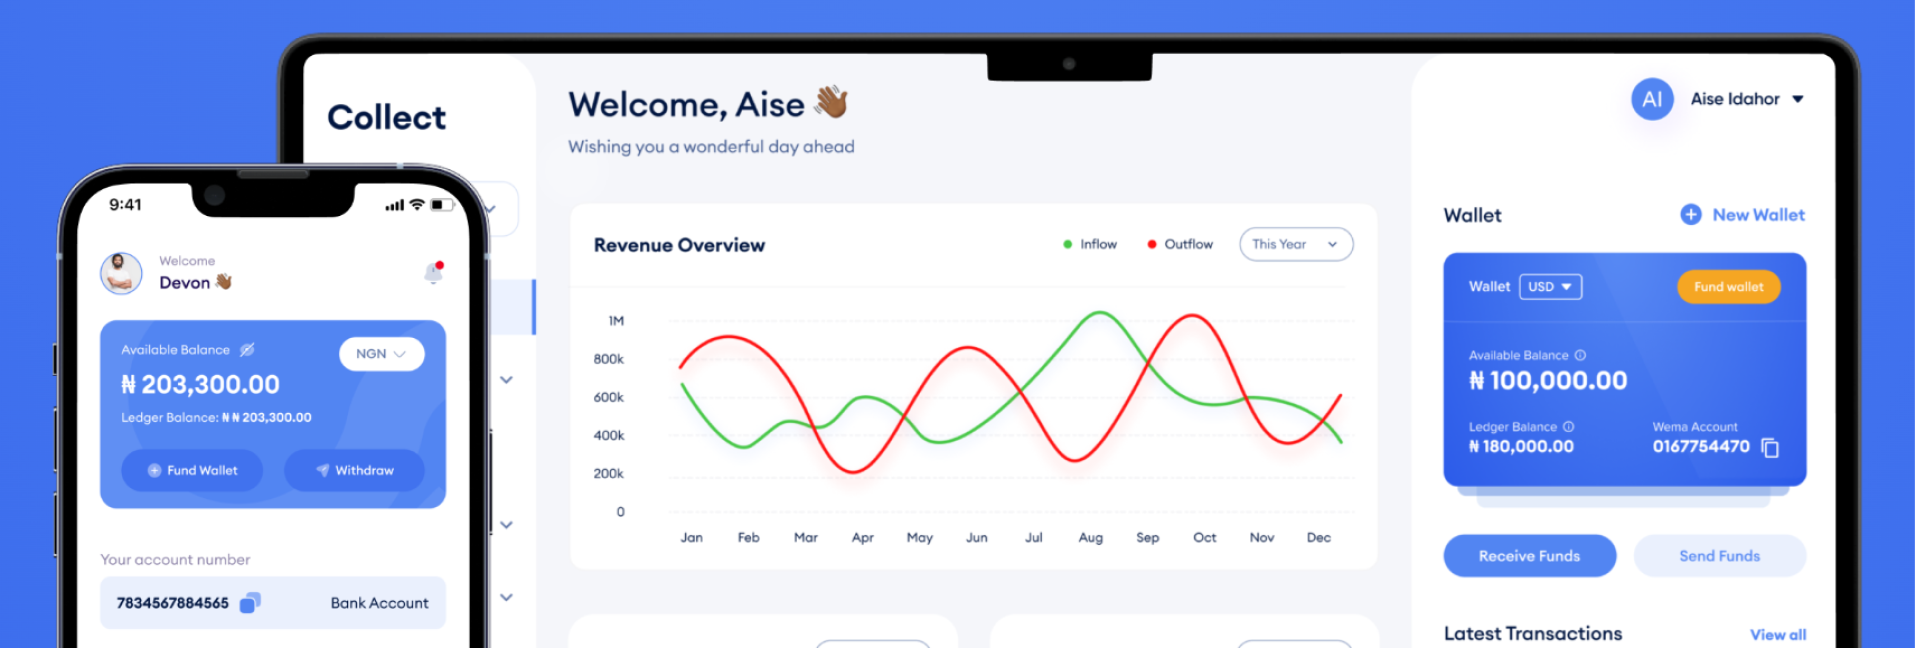 Collect
Welcome, Aise 👋🏾
Wishing you a wonderful day ahead
AI Aise Idahor
9:41
Welcome
Devon 👋🏾
Available Balance
NGN
₦ 203,300.00
Ledger Balance: ₦ ₦ 203,300.00
Fund Wallet
Withdraw
Your account number
7834567884565
Bank Account
Revenue Overview
Inflow
Outflow
This Year
1M
800k
600k
400k
200k
0
Jan Feb Mar Apr May Jun Jul Aug Sep Oct Nov Dec
Wallet
New Wallet
Wallet USD
Fund wallet
Available Balance
₦ 100,000.00
Ledger Balance
Wema Account
₦ 180,000.00
0167754470
Receive Funds
Send Funds
Latest Transactions
View all